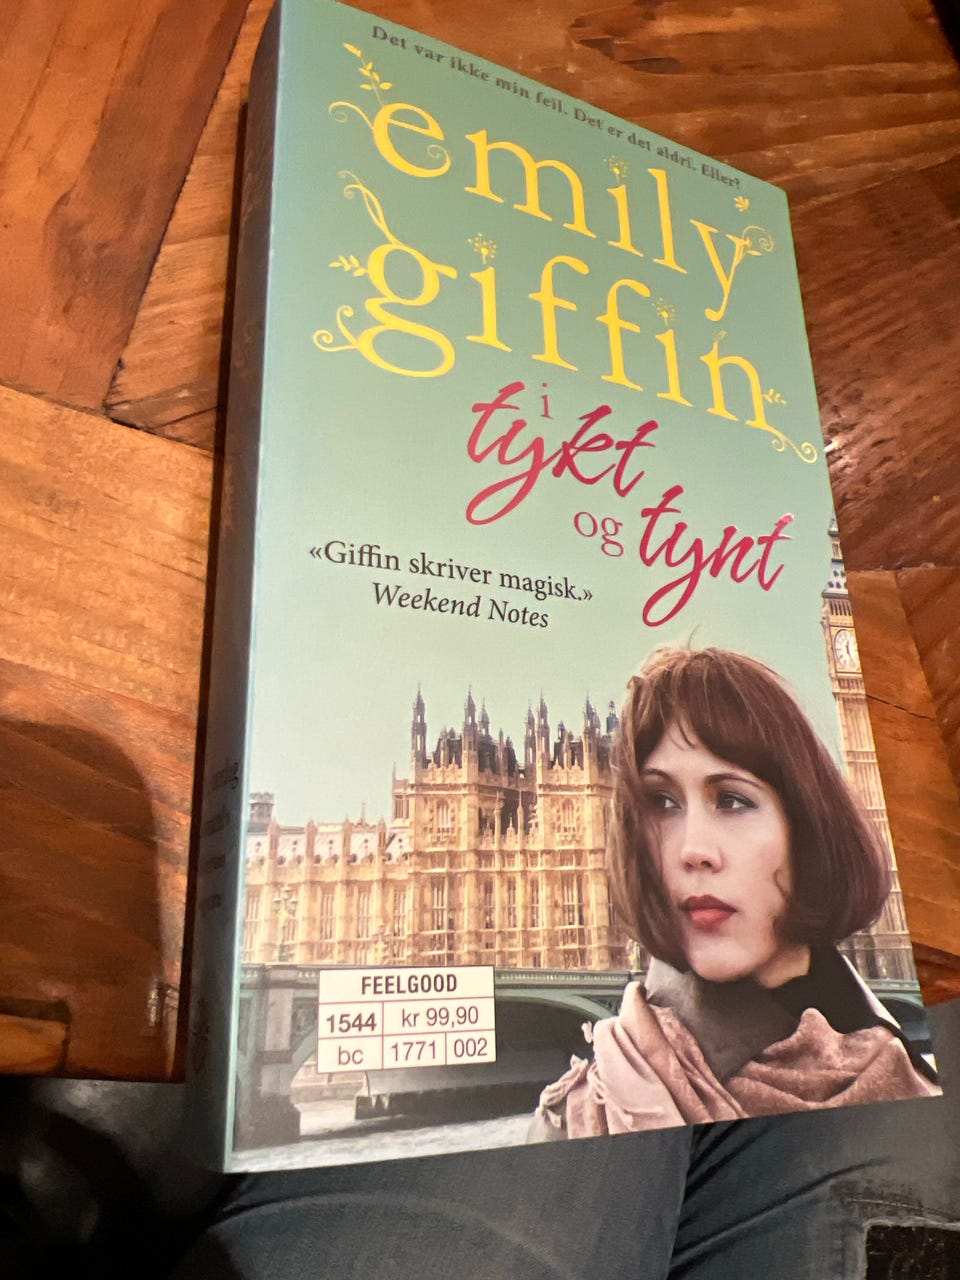 Det var ikke min feil. Det er det aldri. Eller?
emily
giffin
i
tykt
og tynt
«Giffin skriver magisk.»
Weekend Notes
FEELGOOD
1544 kr 99,90
bc 1771 002